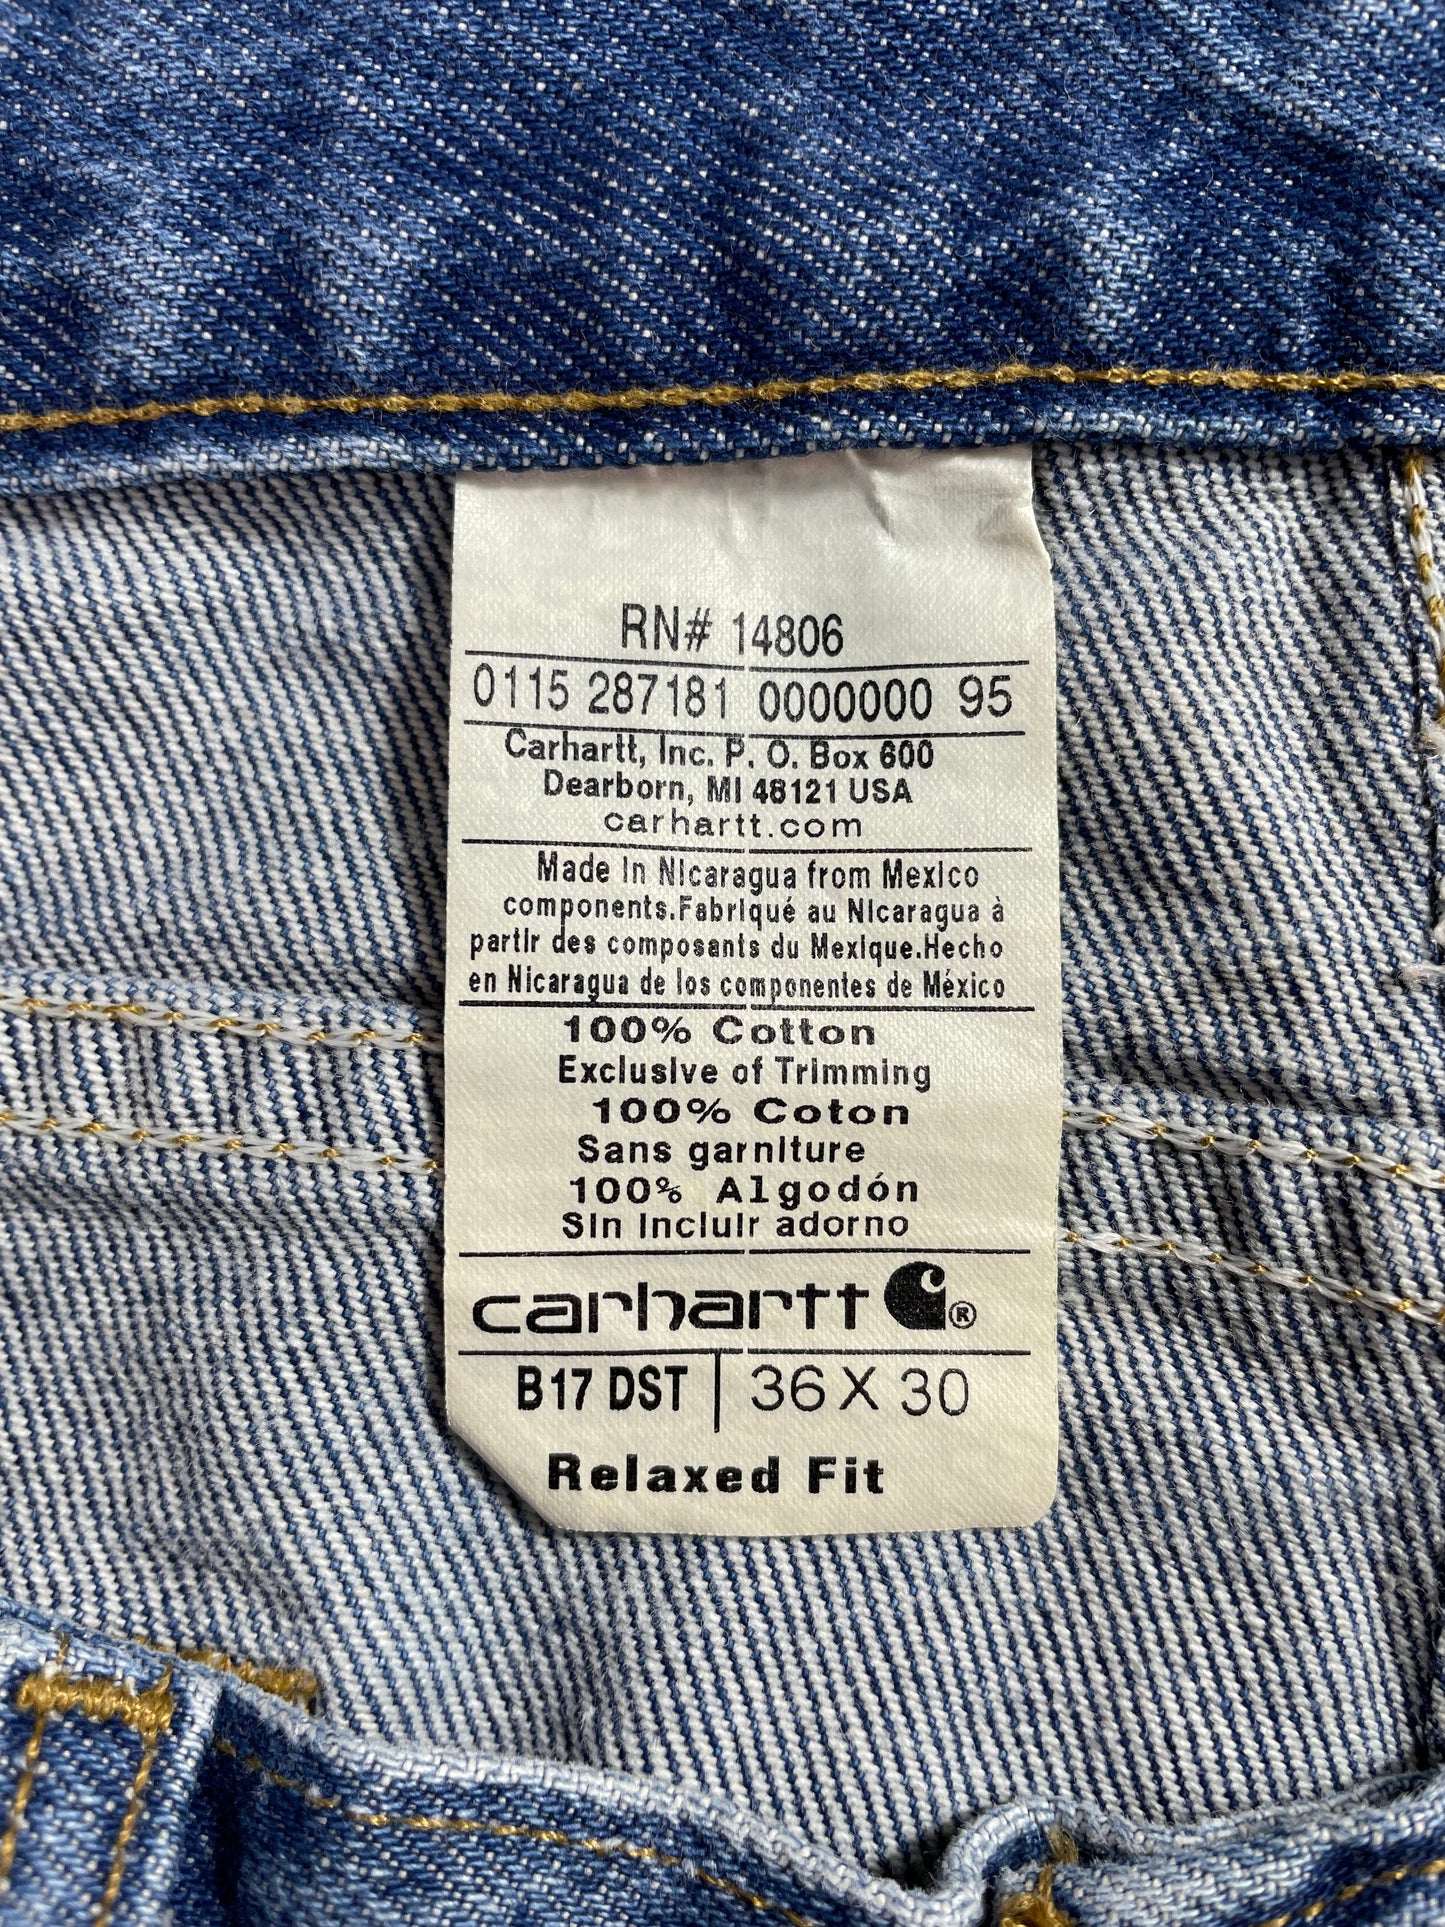 RN# 14806
0115 287181 0000000 95
Carhartt, Inc. P. O. Box 600
Dearborn, MI 48121 USA
carhartt.com
Made In Nicaragua from Mexico
components.Fabriqué au Nicaragua à
partir des composants du Mexique.Hecho
en Nicaragua de los componentes de México
100% Cotton
Exclusive of Trimming
100% Coton
Sans garniture
100% Algodón
Sin Incluir adorno
carhartt ®
B17 DST | 36 X 30
Relaxed Fit